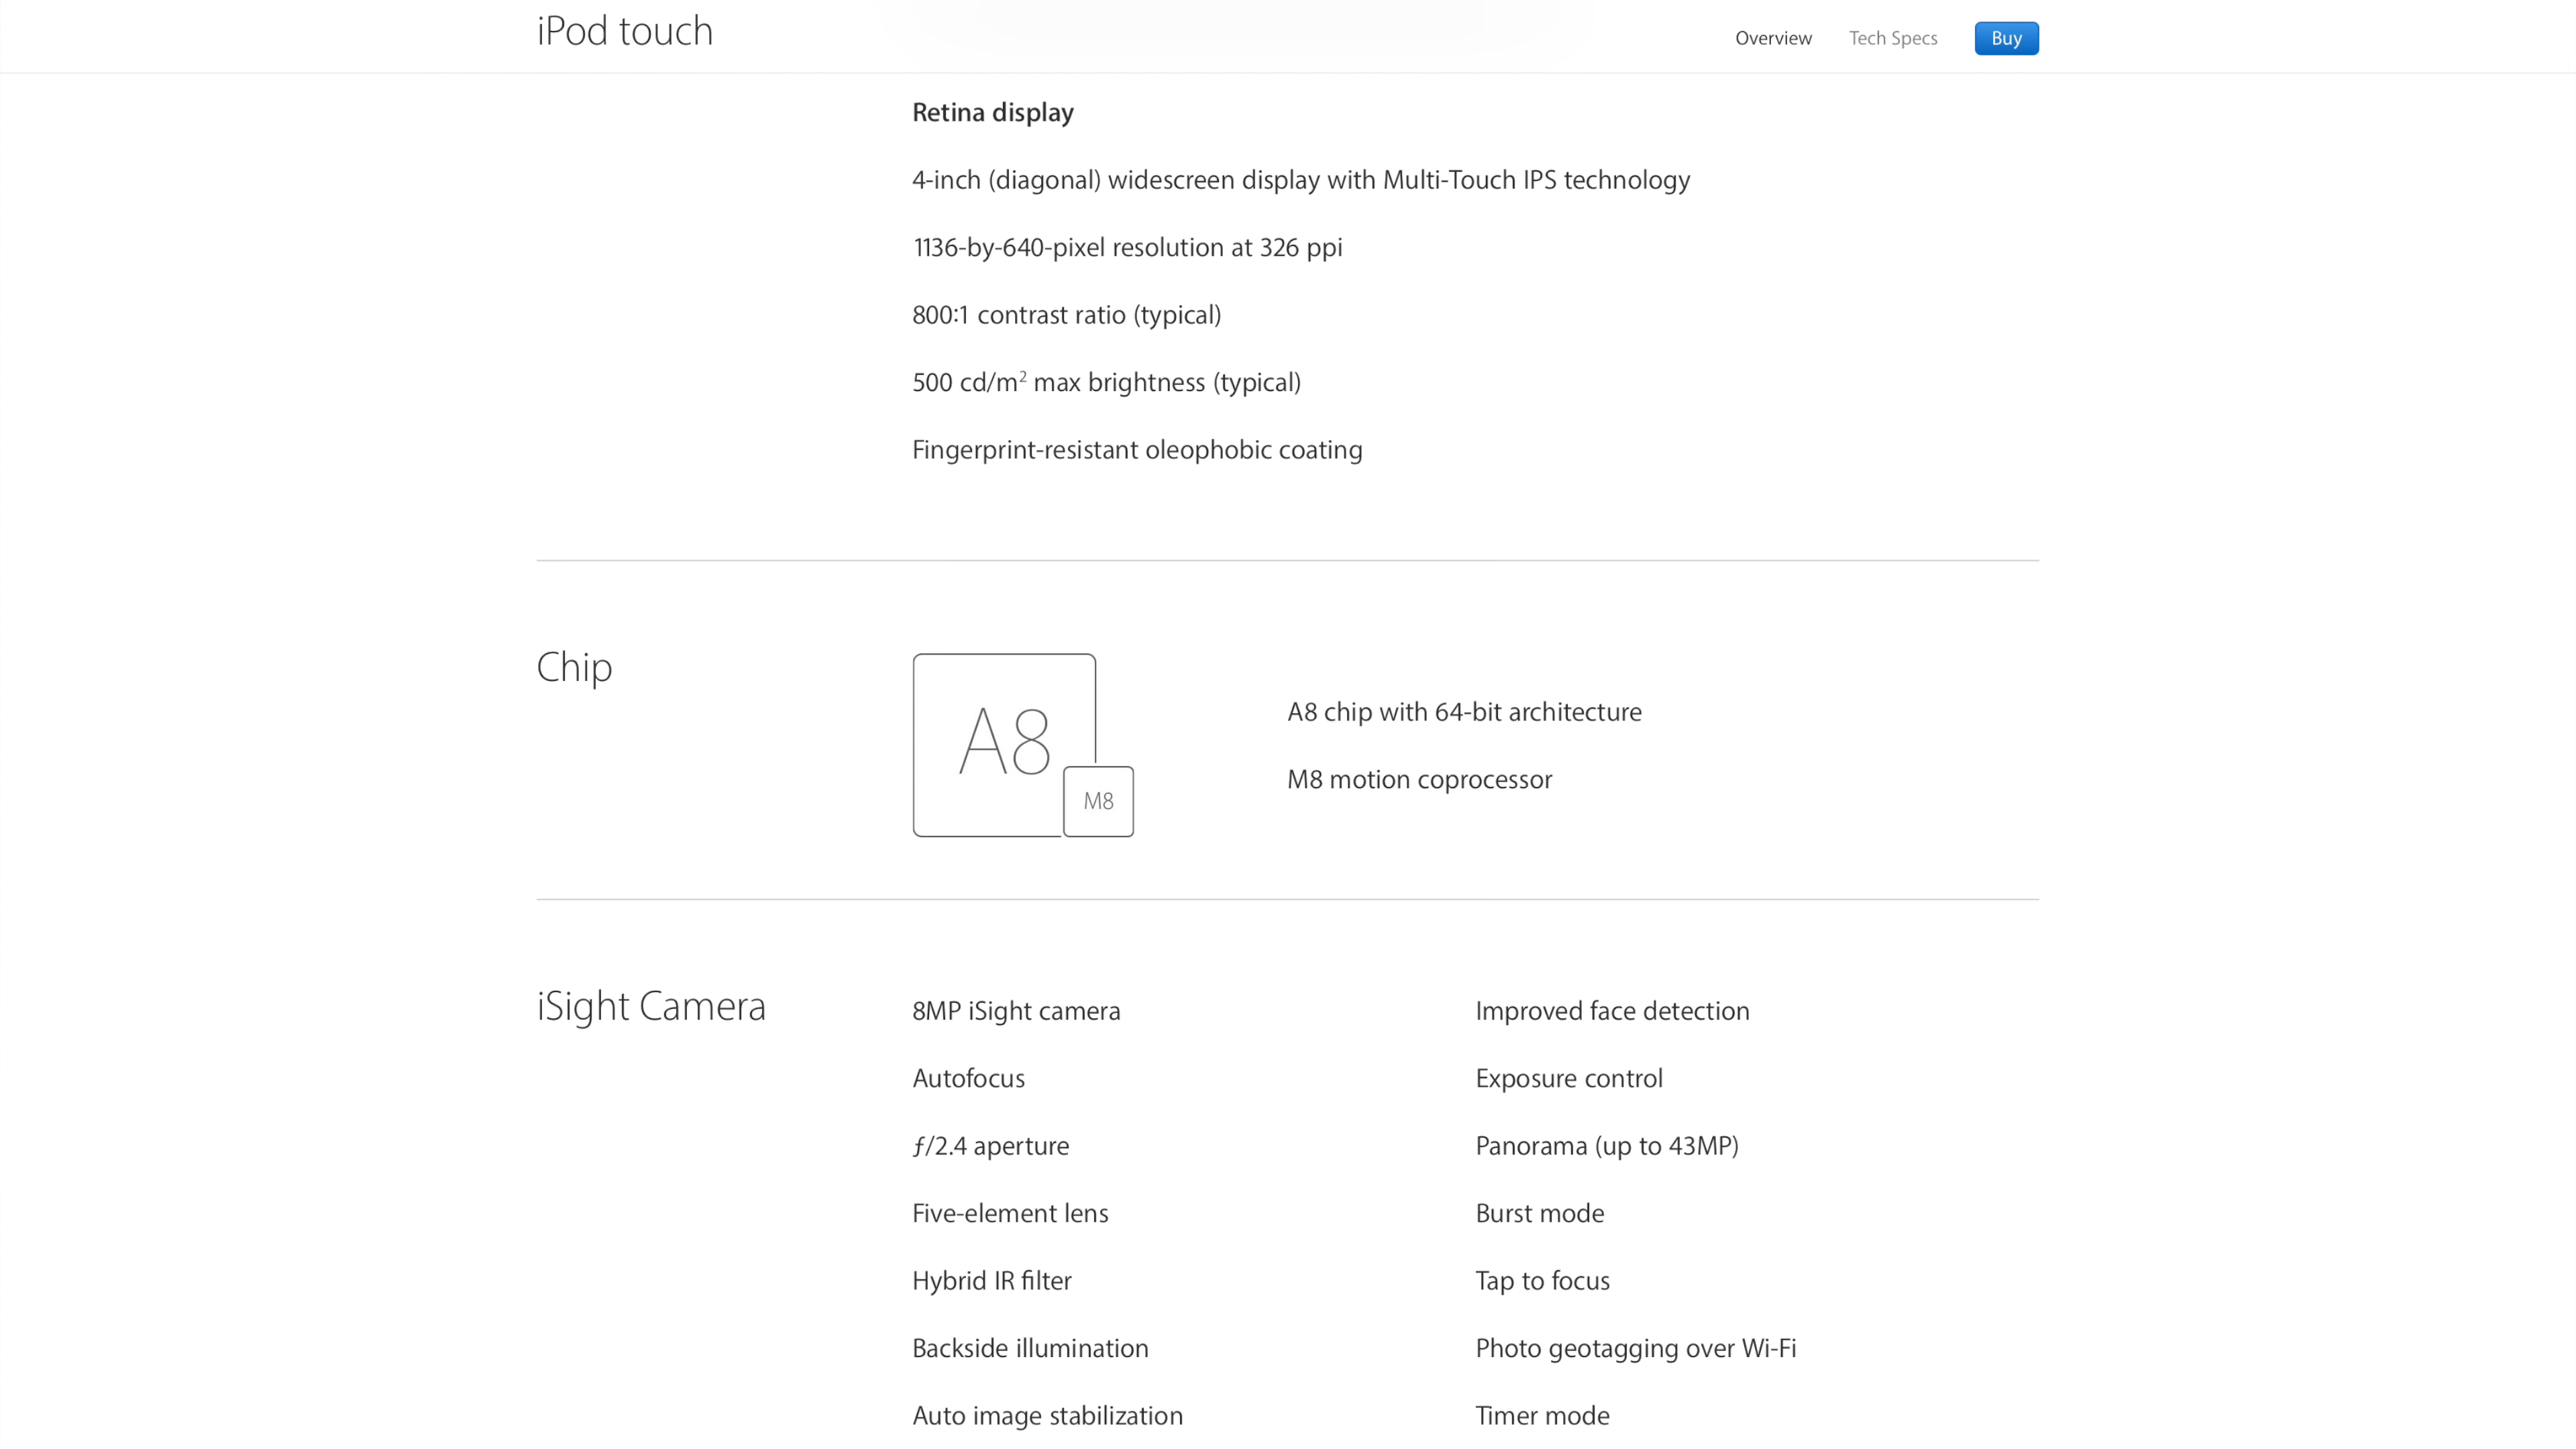 iPod touch
Overview
Tech Specs
Buy
Retina display
4-inch (diagonal) widescreen display with Multi-Touch IPS technology
1136-by-640-pixel resolution at 326 ppi
800:1 contrast ratio (typical)
500 cd/m² max brightness (typical)
Fingerprint-resistant oleophobic coating
Chip
A8
M8
A8 chip with 64-bit architecture
M8 motion coprocessor
iSight Camera
8MP iSight camera
Autofocus
ƒ/2.4 aperture
Five-element lens
Hybrid IR filter
Backside illumination
Auto image stabilization
Improved face detection
Exposure control
Panorama (up to 43MP)
Burst mode
Tap to focus
Photo geotagging over Wi-Fi
Timer mode